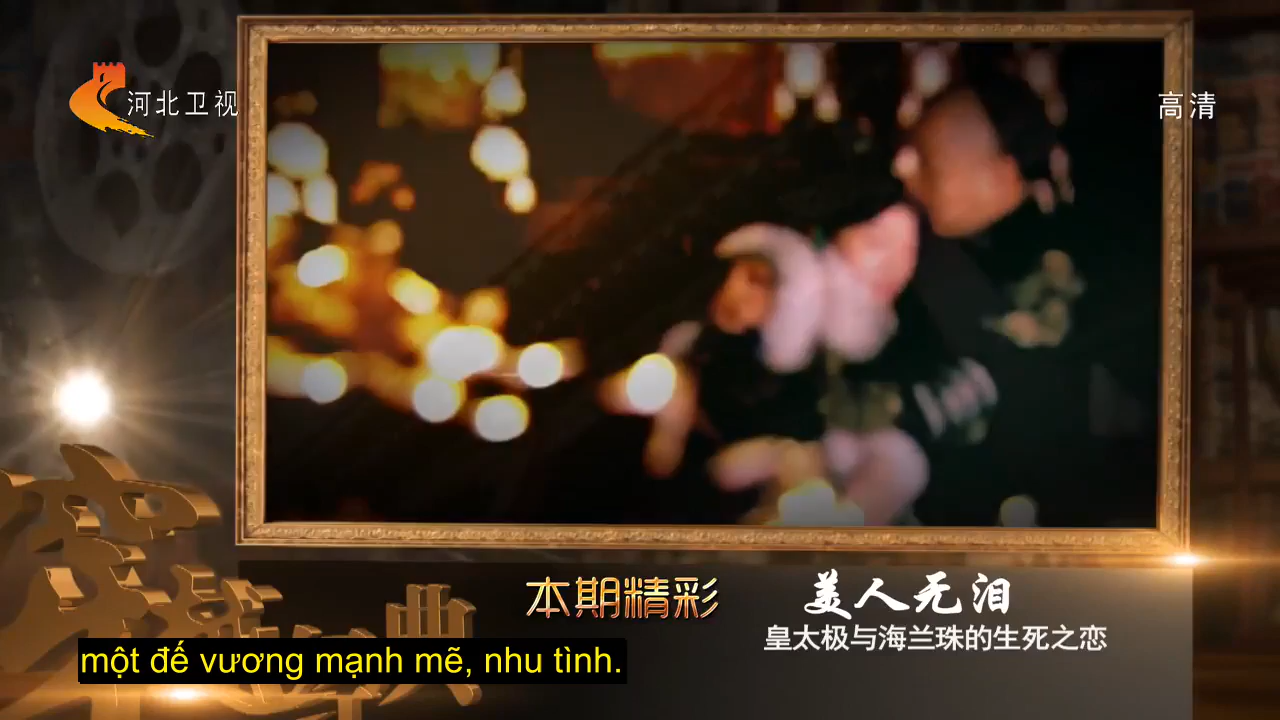 河北卫视
高清
本期精彩
美人无泪
皇太极与海兰珠的生死之恋
một đế vương mạnh mẽ, nhu tình.